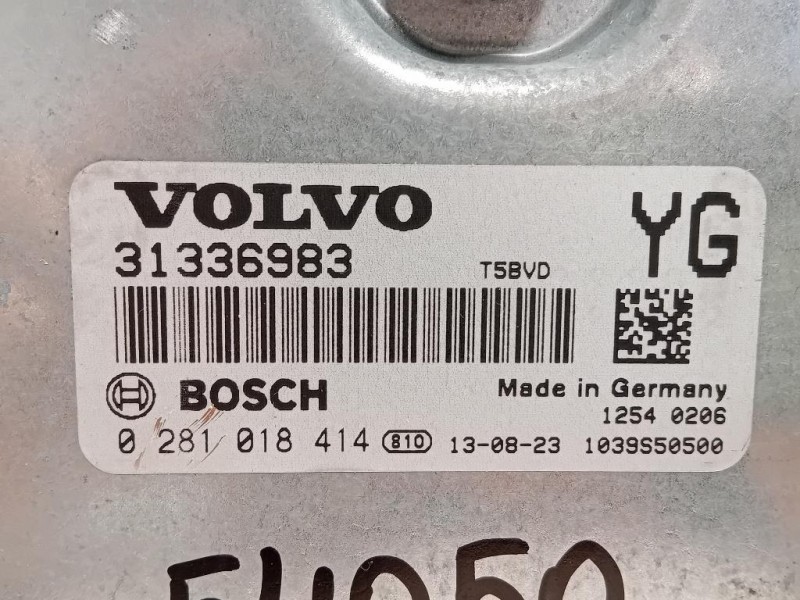 VOLVO YG
31336983 T5BVD
BOSCH Made in Germany
1254 0206
0 281 018 414 810 13-08-23 1039S50500